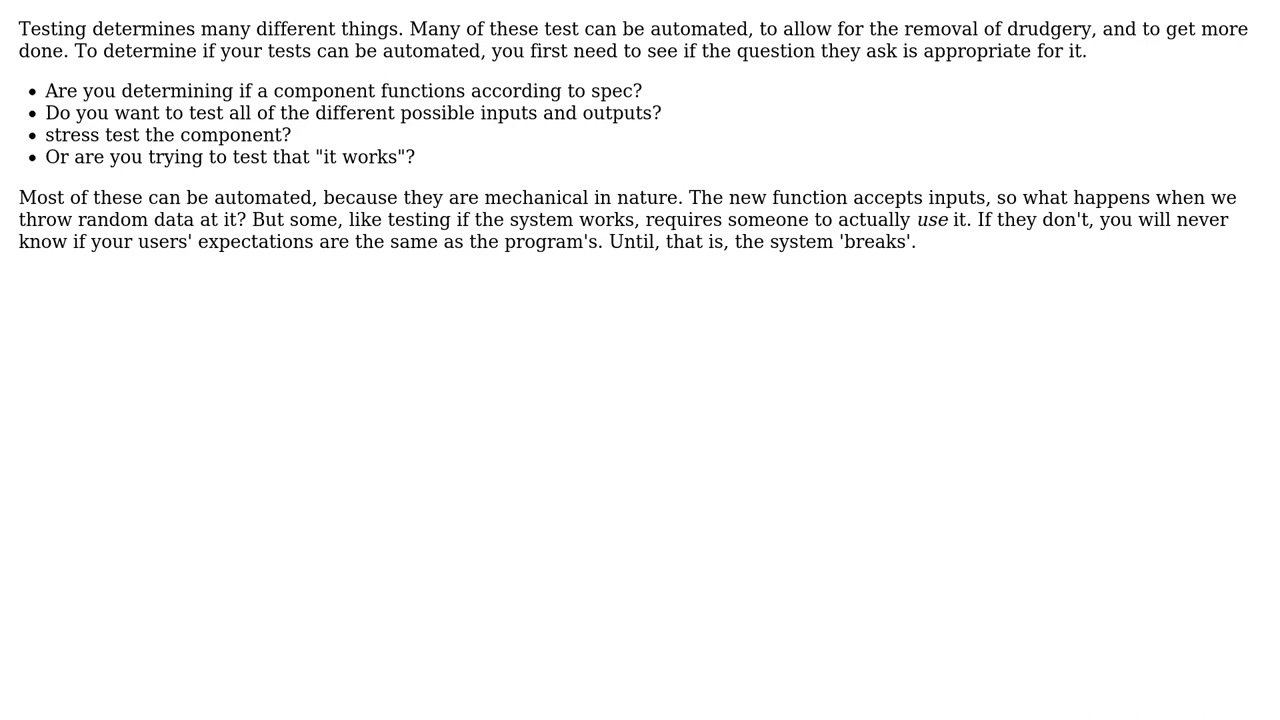 Testing determines many different things. Many of these test can be automated, to allow for the removal of drudgery, and to get more
done. To determine if your tests can be automated, you first need to see if the question they ask is appropriate for it.
• Are you determining if a component functions according to spec?
• Do you want to test all of the different possible inputs and outputs?
• stress test the component?
• Or are you trying to test that "it works"?
Most of these can be automated, because they are mechanical in nature. The new function accepts inputs, so what happens when we
throw random data at it? But some, like testing if the system works, requires someone to actually use it. If they don't, you will never
know if your users' expectations are the same as the program's. Until, that is, the system 'breaks'.